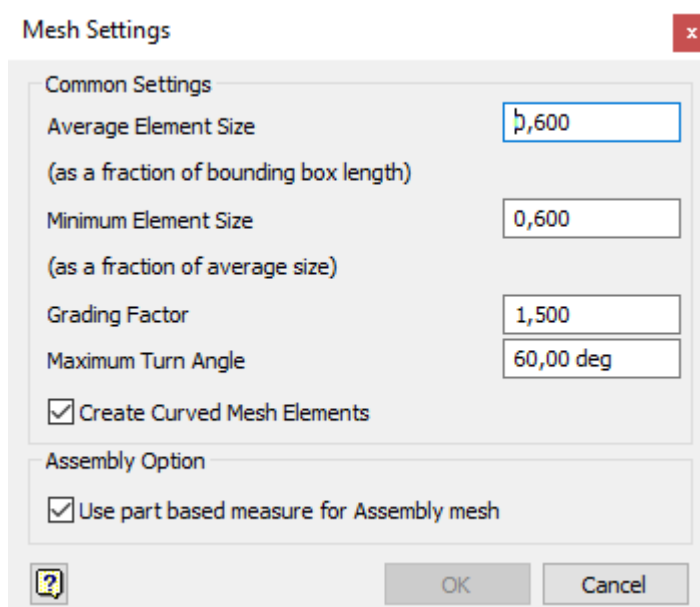 Mesh Settings
x
Common Settings
Average Element Size 0,600
(as a fraction of bounding box length)
Minimum Element Size 0,600
(as a fraction of average size)
Grading Factor 1,500
Maximum Turn Angle 60,00 deg
Create Curved Mesh Elements
Assembly Option
Use part based measure for Assembly mesh
?
OK Cancel